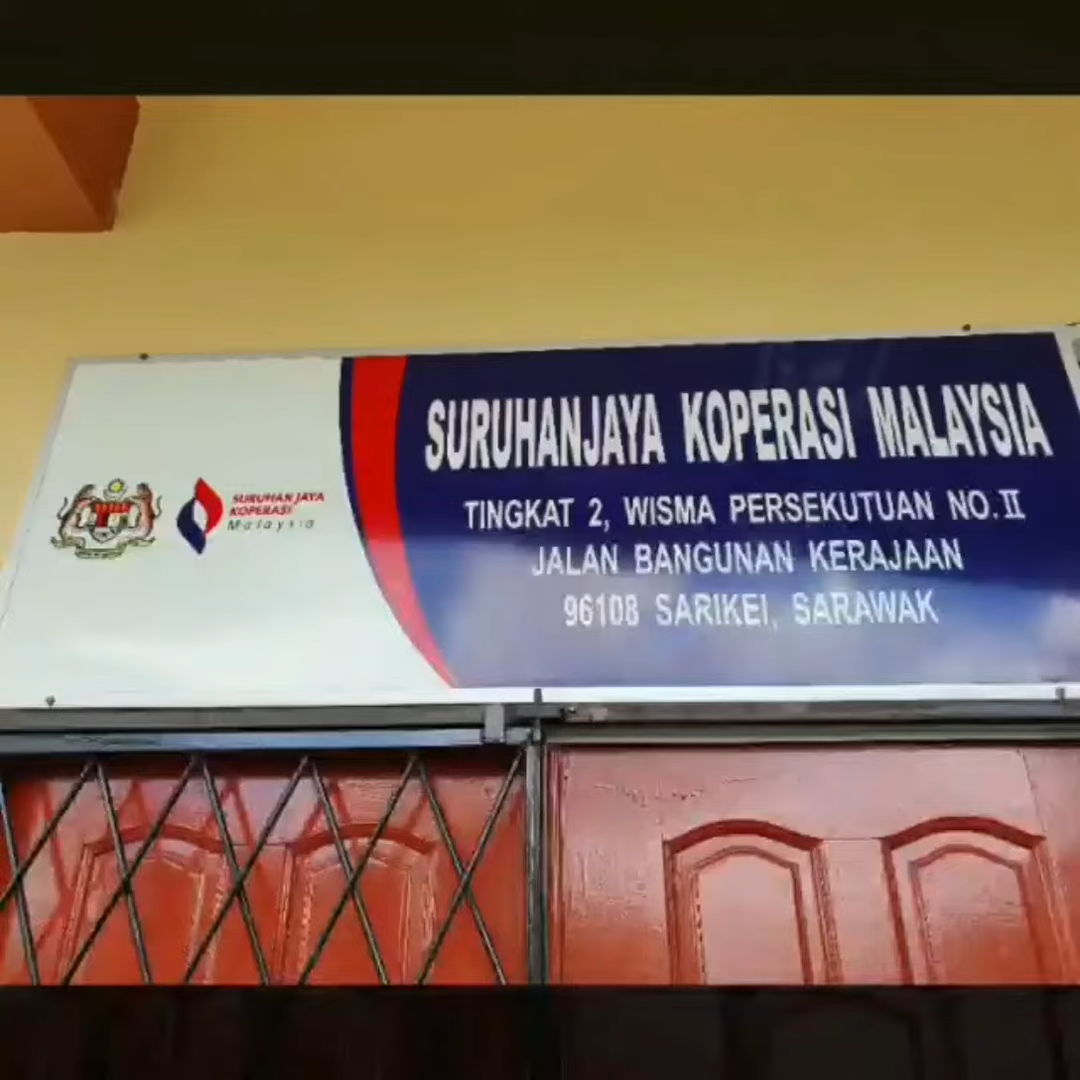 SURUHANJAYA KOPERASI MALAYSIA
TINGKAT 2, WISMA PERSEKUTUAN NO.II
JALAN BANGUNAN KERAJAAN
96108 SARIKEI, SARAWAK
SURUHANJAYA
KOPERASI
Malaysia